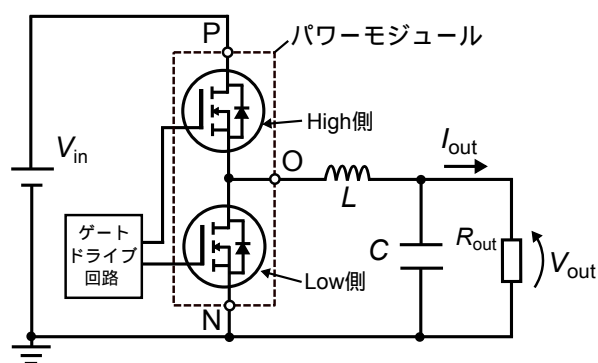 P
パワーモジュール
High側
V_in
O
I_out
L
ゲート
ドライブ
回路
C
R_out
V_out
Low側
N